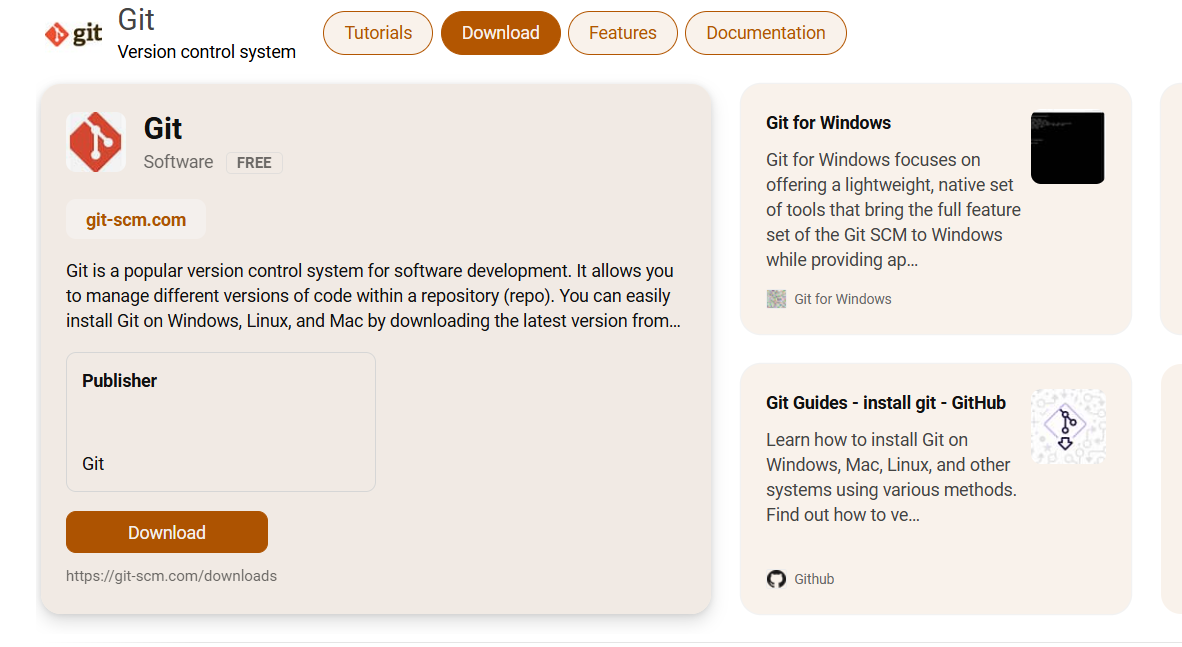 git
Git
Version control system
Tutorials
Download
Features
Documentation
Git
Software FREE
git-scm.com
Git is a popular version control system for software development. It allows you
to manage different versions of code within a repository (repo). You can easily
install Git on Windows, Linux, and Mac by downloading the latest version from...
Publisher
Git
Download
https://git-scm.com/downloads
Git for Windows
Git for Windows focuses on
offering a lightweight, native set
of tools that bring the full feature
set of the Git SCM to Windows
while providing ap...
Git for Windows
Git Guides - install git - GitHub
Learn how to install Git on
Windows, Mac, Linux, and other
systems using various methods.
Find out how to ve...
Github